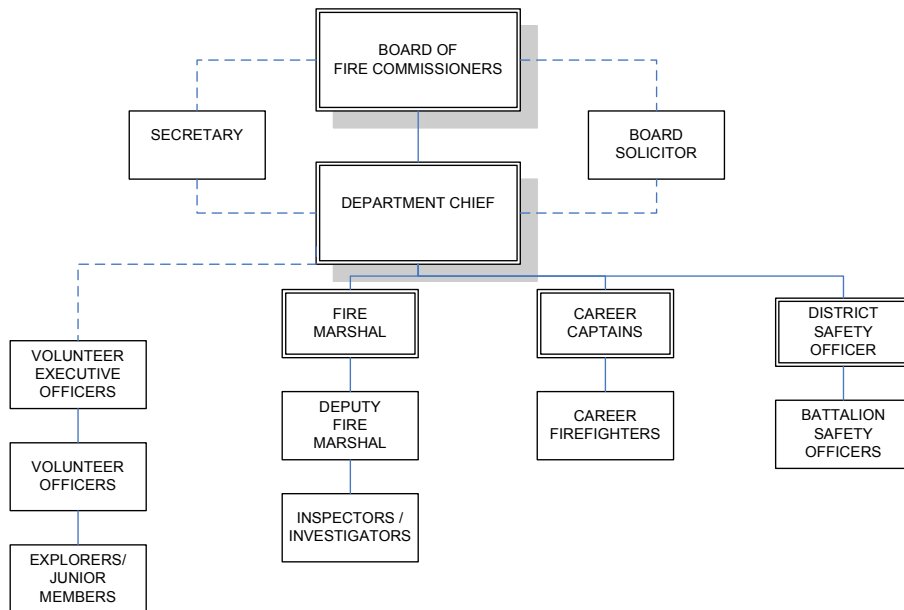 BOARD OF
FIRE COMMISSIONERS
SECRETARY
BOARD
SOLICITOR
DEPARTMENT CHIEF
FIRE
MARSHAL
CAREER
CAPTAINS
DISTRICT
SAFETY
OFFICER
VOLUNTEER
EXECUTIVE
OFFICERS
DEPUTY
FIRE
MARSHAL
CAREER
FIREFIGHTERS
BATTALION
SAFETY
OFFICERS
VOLUNTEER
OFFICERS
INSPECTORS /
INVESTIGATORS
EXPLORERS/
JUNIOR
MEMBERS